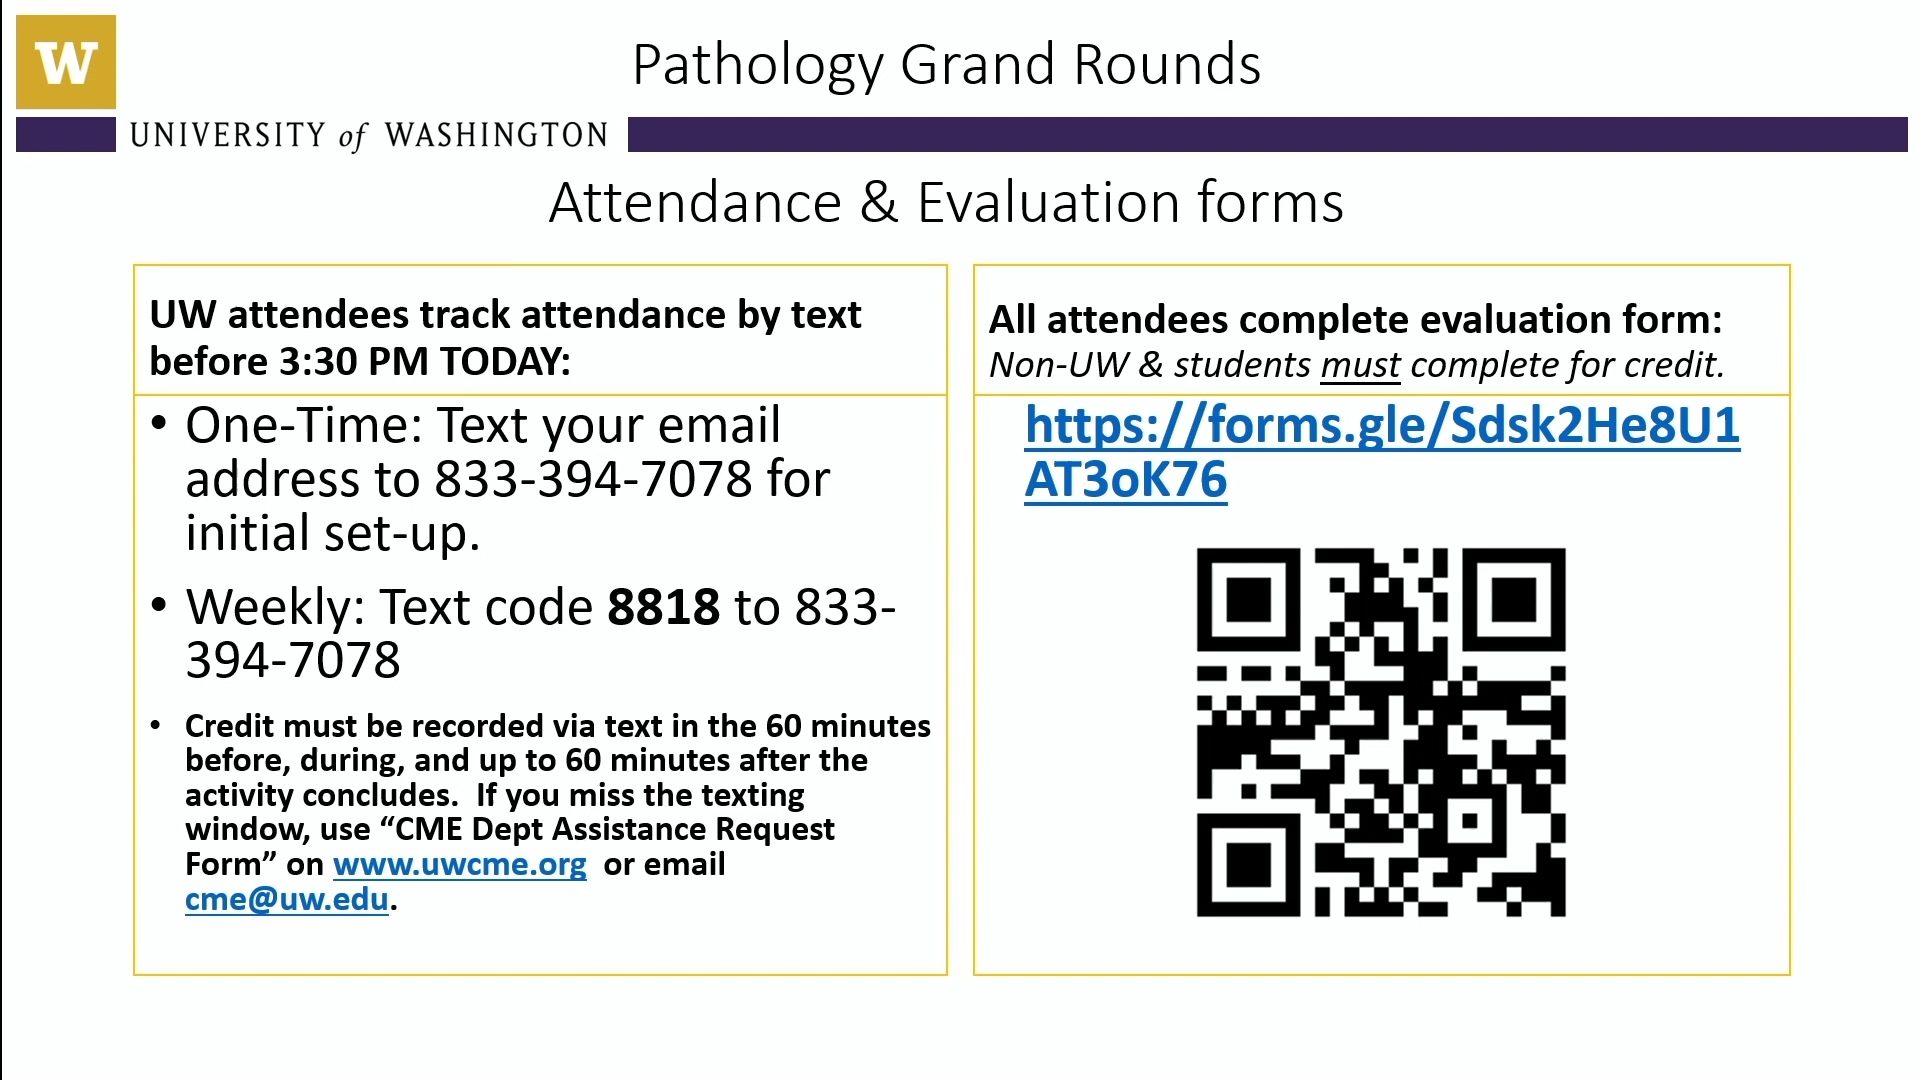 W
Pathology Grand Rounds
UNIVERSITY of WASHINGTON
Attendance & Evaluation forms
UW attendees track attendance by text
before 3:30 PM TODAY:
• One-Time: Text your email
address to 833-394-7078 for
initial set-up.
• Weekly: Text code 8818 to 833-
394-7078
• Credit must be recorded via text in the 60 minutes
before, during, and up to 60 minutes after the
activity concludes.  If you miss the texting
window, use “CME Dept Assistance Request
Form” on www.uwcme.org  or email
cme@uw.edu.
All attendees complete evaluation form:
Non-UW & students must complete for credit.
https://forms.gle/Sdsk2He8U1
AT3oK76